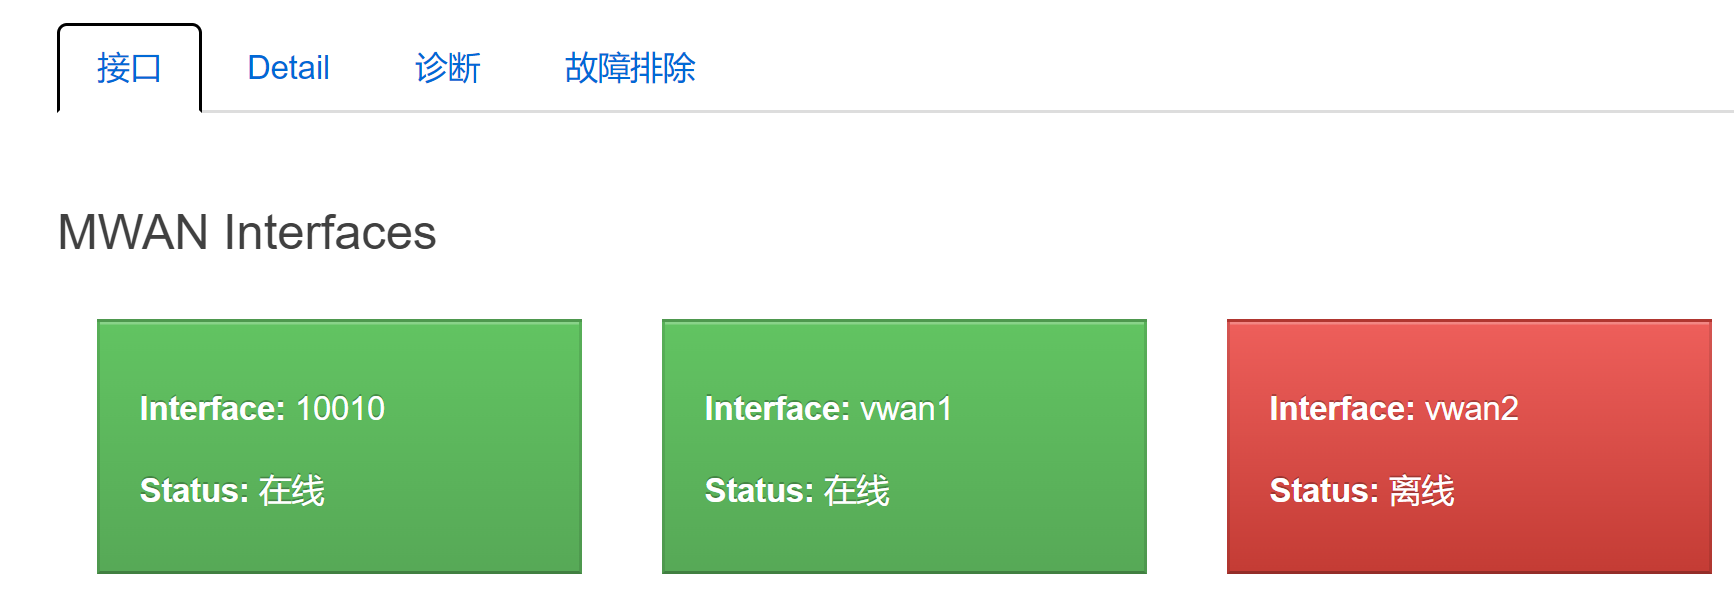 接口 Detail 诊断 故障排除
MWAN Interfaces
Interface: 10010 Interface: vwan1 Interface: vwan2
Status: 在线 Status: 在线 Status: 离线